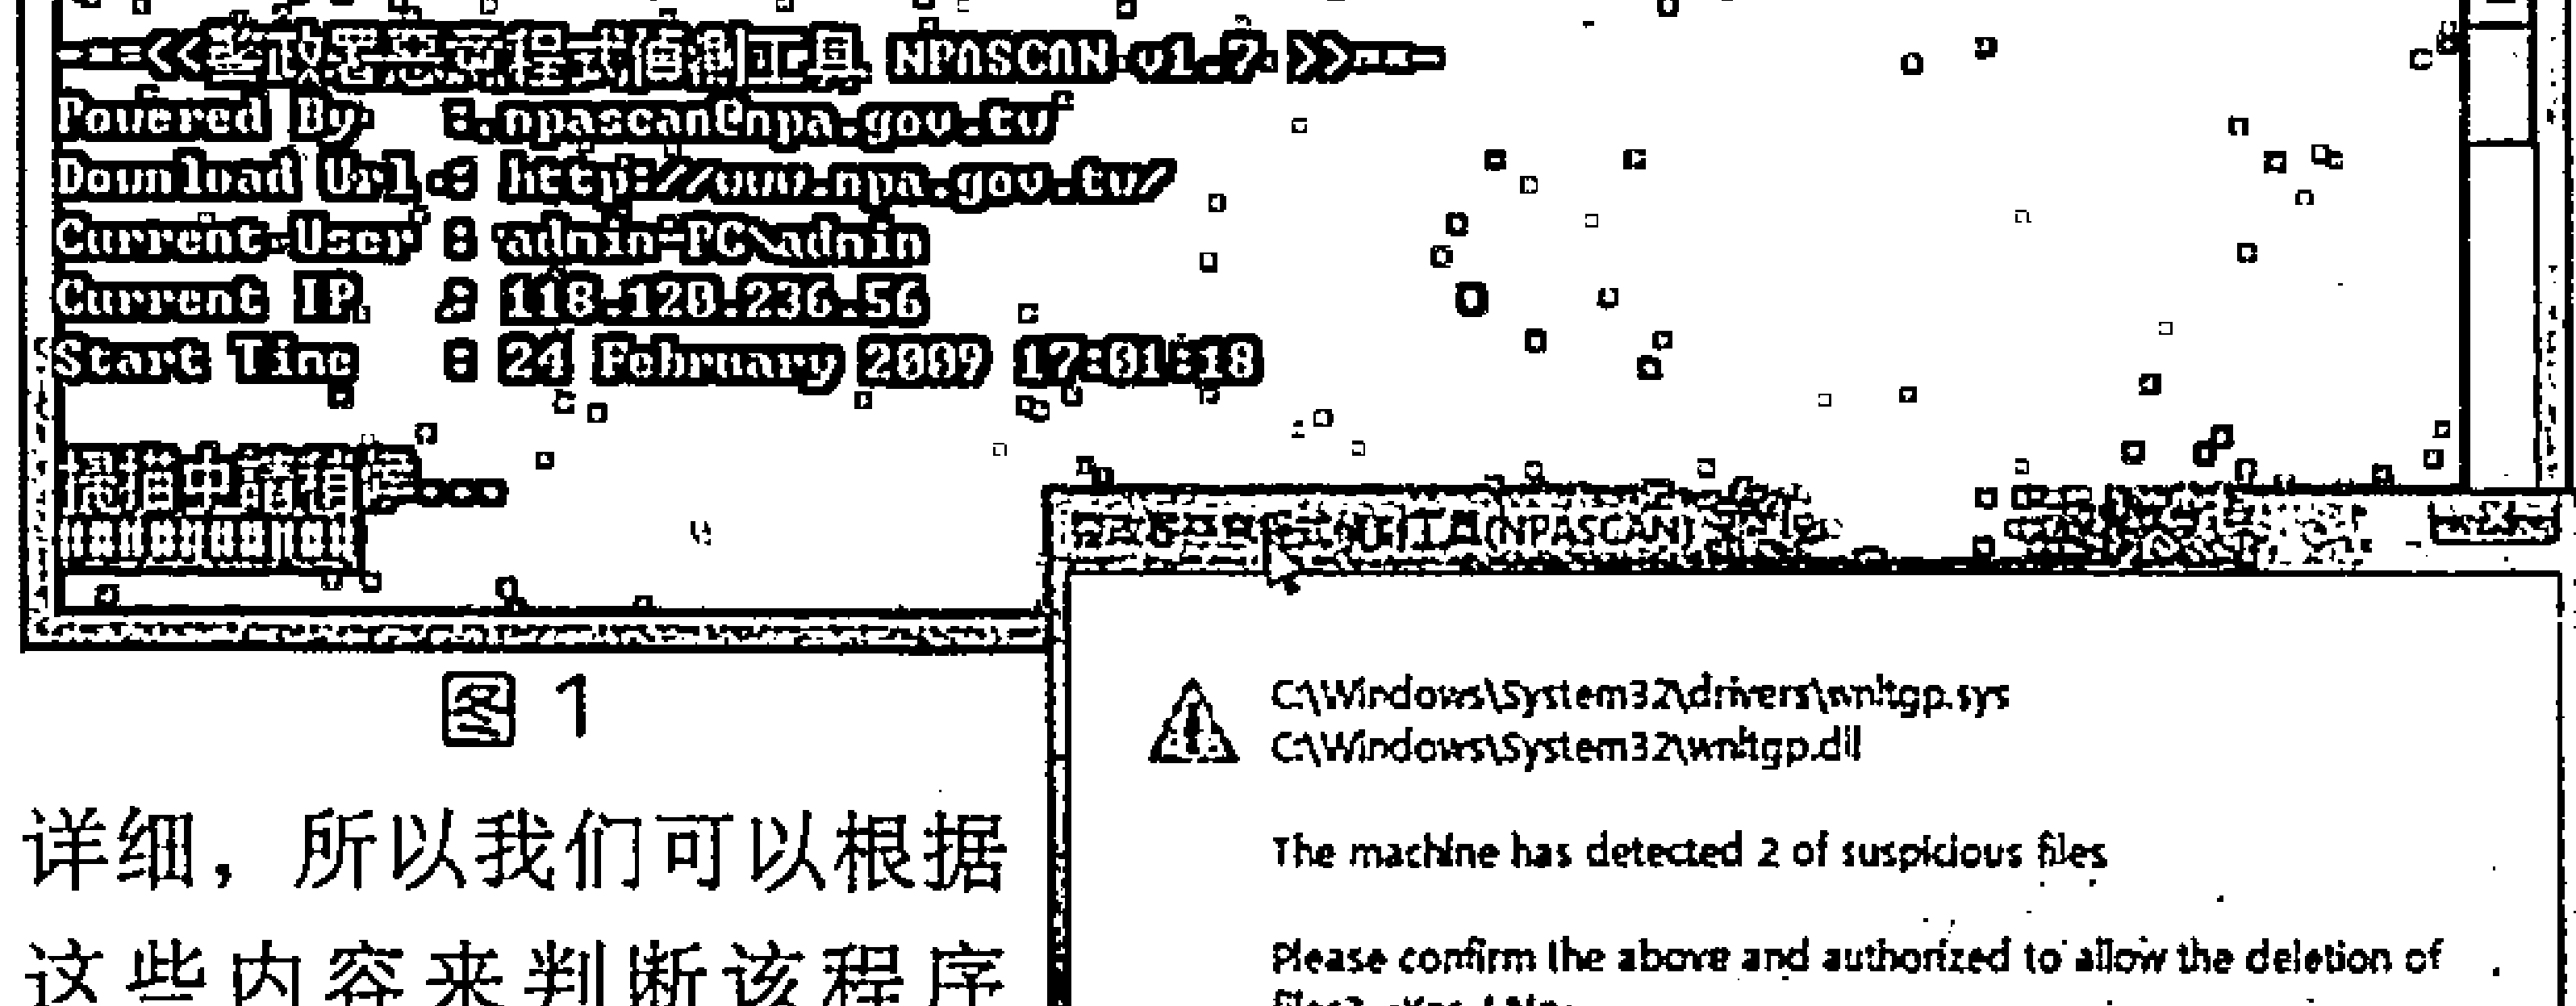 --=<<警政署惡意程式偵測工具 NPASCAN v1.7 >>==-
Powered By : npascan@npa.gov.tw
Download Url : http://www.npa.gov.tw/
Current User : admin-PC\admin
Current IP : 118.120.236.56
Start Time : 24 February 2009 17:01:18
掃描中請稍候...
(NPASCAN)
图 1
C:\Windows\System32\drivers\wnltgp.sys
C:\Windows\System32\wnltgp.dll
The machine has detected 2 of suspicious files
Please confirm the above and authorized to allow the deletion of
详细，所以我们可以根据
这些内容来判断该程序